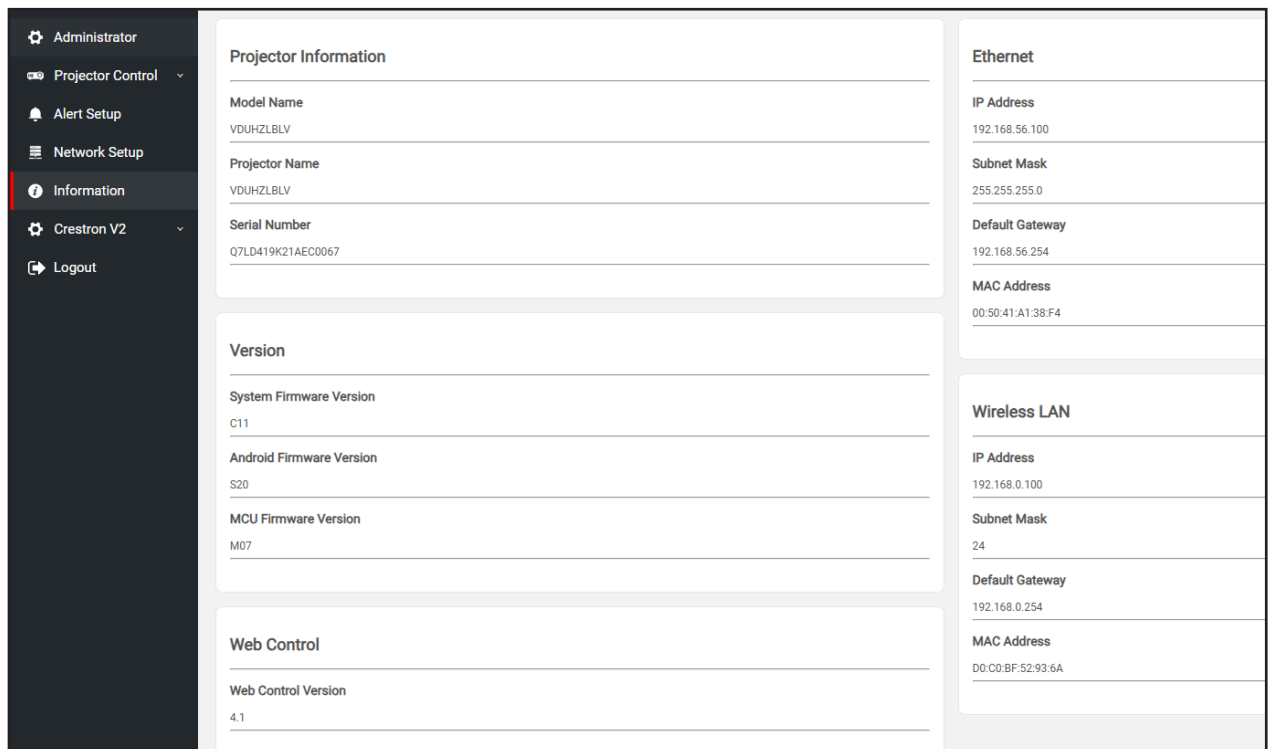 Administrator
Projector Control
Alert Setup
Network Setup
Information
Crestron V2
Logout
Projector Information
Model Name
VDUHZLBLV
Projector Name
VDUHZLBLV
Serial Number
Q7LD419K21AEC0067
Version
System Firmware Version
C11
Android Firmware Version
S20
MCU Firmware Version
M07
Web Control
Web Control Version
4.1
Ethernet
IP Address
192.168.56.100
Subnet Mask
255.255.255.0
Default Gateway
192.168.56.254
MAC Address
00:50:41:A1:38:F4
Wireless LAN
IP Address
192.168.0.100
Subnet Mask
24
Default Gateway
192.168.0.254
MAC Address
D0:C0:BF:52:93:6A